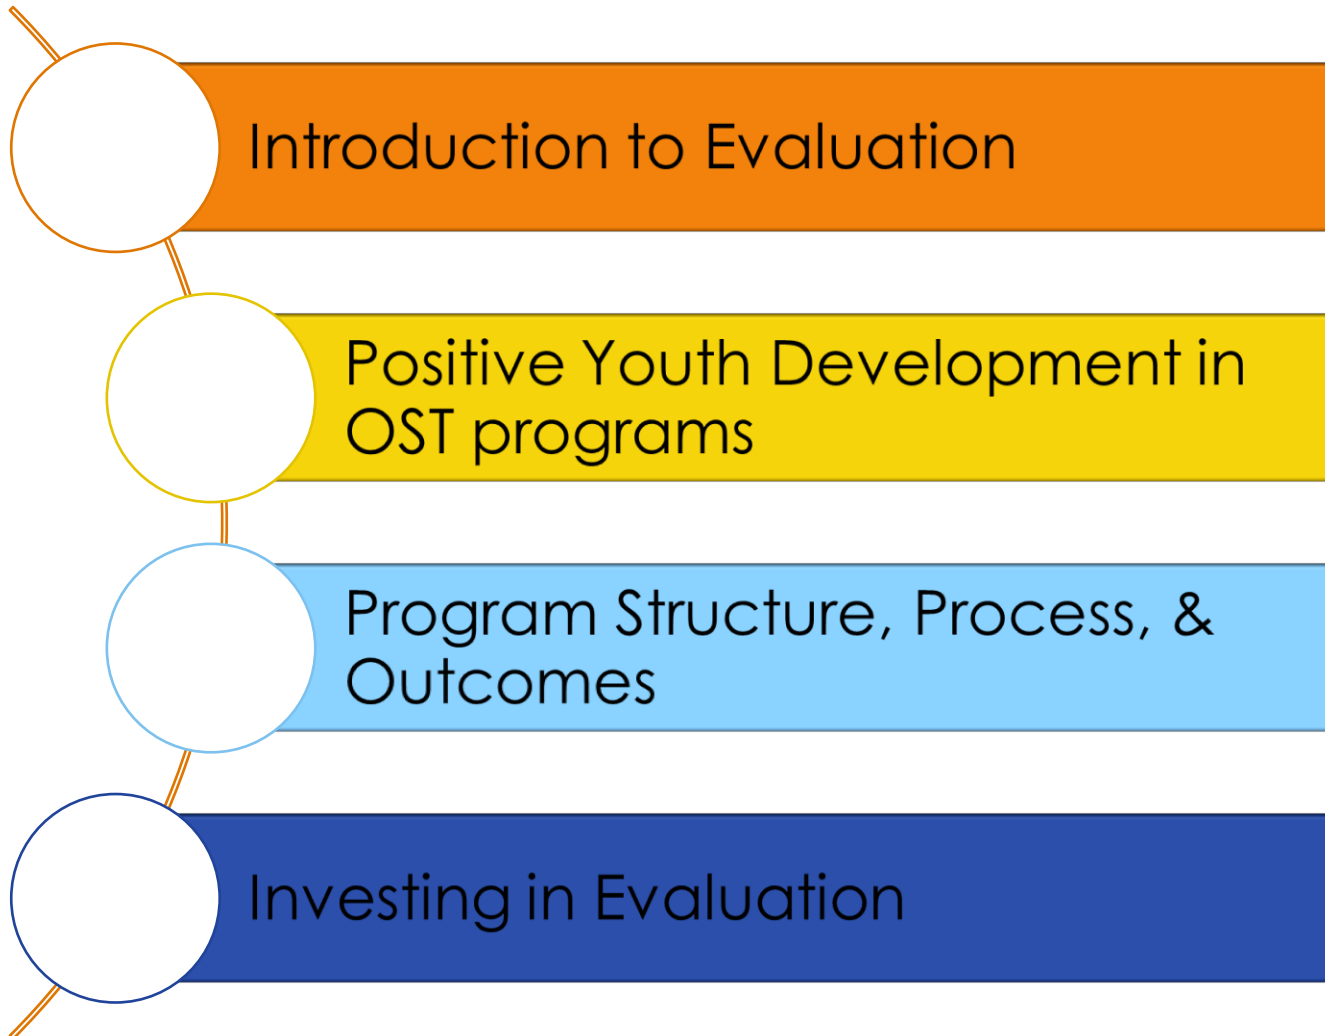 Introduction to Evaluation
Positive Youth Development in
OST programs
Program Structure, Process, &
Outcomes
Investing in Evaluation